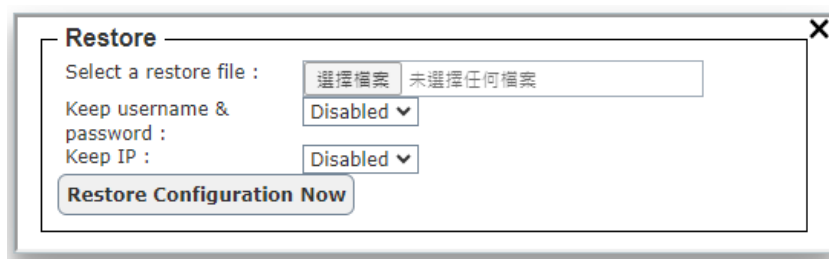 Restore
Select a restore file :
選擇檔案 未選擇任何檔案
Keep username &
password :
Disabled
Keep IP :
Disabled
Restore Configuration Now